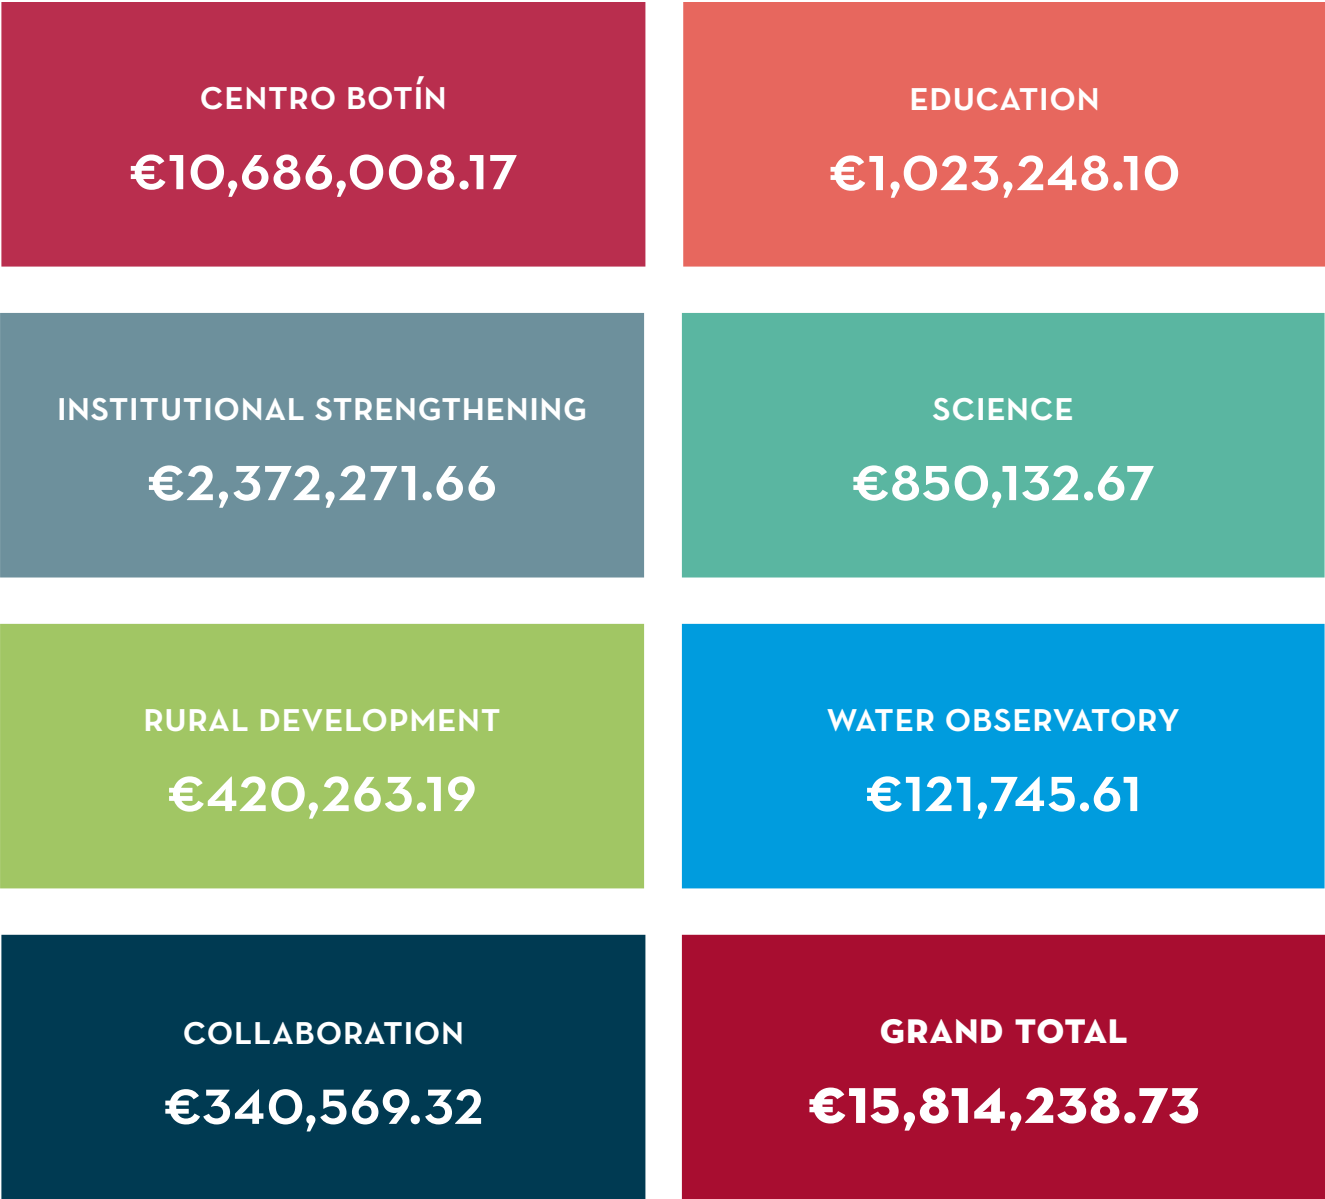 CENTRO BOTÍN
€10,686,008.17
EDUCATION
€1,023,248.10
INSTITUTIONAL STRENGTHENING
€2,372,271.66
SCIENCE
€850,132.67
RURAL DEVELOPMENT
€420,263.19
WATER OBSERVATORY
€121,745.61
COLLABORATION
€340,569.32
GRAND TOTAL
€15,814,238.73